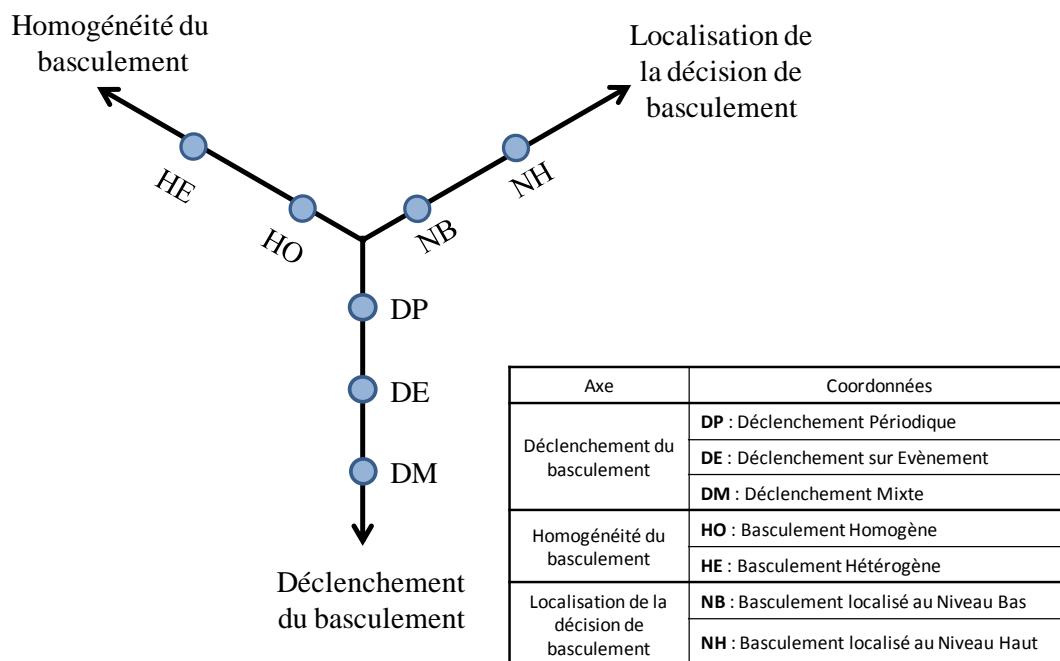 Homogénéité du
basculement
Localisation de
la décision de
basculement
HE
HO
NB
NH
DP
DE
DM
Déclenchement
du basculement
Axe
Coordonnées
Déclenchement du
basculement
DP : Déclenchement Périodique
DE : Déclenchement sur Evènement
DM : Déclenchement Mixte
Homogénéité du
basculement
HO : Basculement Homogène
HE : Basculement Hétérogène
Localisation de la
décision de
basculement
NB : Basculement localisé au Niveau Bas
NH : Basculement localisé au Niveau Haut